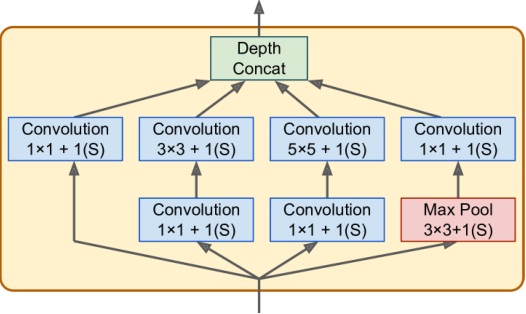 Depth
Concat
Convolution
1×1 + 1(S)
Convolution
3×3 + 1(S)
Convolution
5×5 + 1(S)
Convolution
1×1 + 1(S)
Convolution
1×1 + 1(S)
Convolution
1×1 + 1(S)
Max Pool
3×3+1(S)